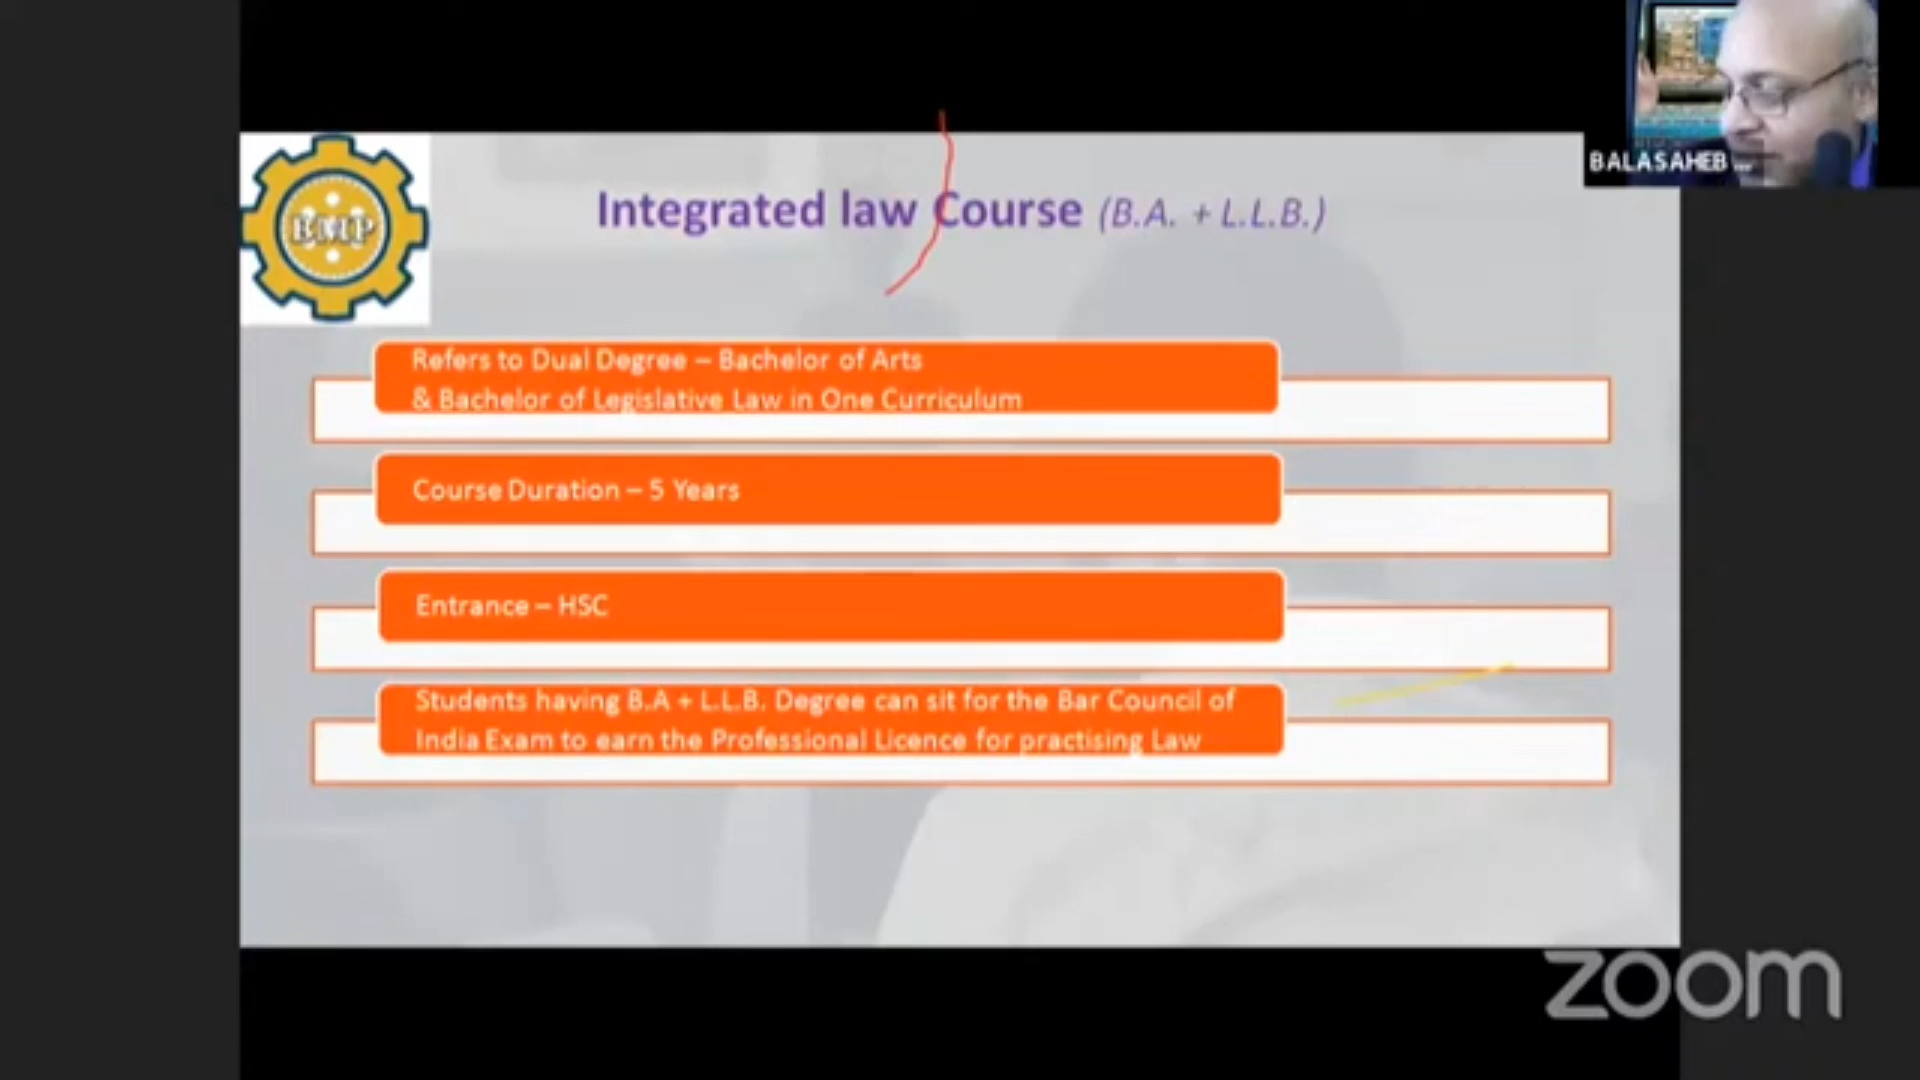 BALASAHEB ...
BMP
Integrated law Course (B.A. + L.L.B.)
Refers to Dual Degree – Bachelor of Arts
& Bachelor of Legislative Law in One Curriculum
Course Duration – 5 Years
Entrance – HSC
Students having B.A + L.L.B. Degree can sit for the Bar Council of
India Exam to earn the Professional Licence for practising Law
zoom